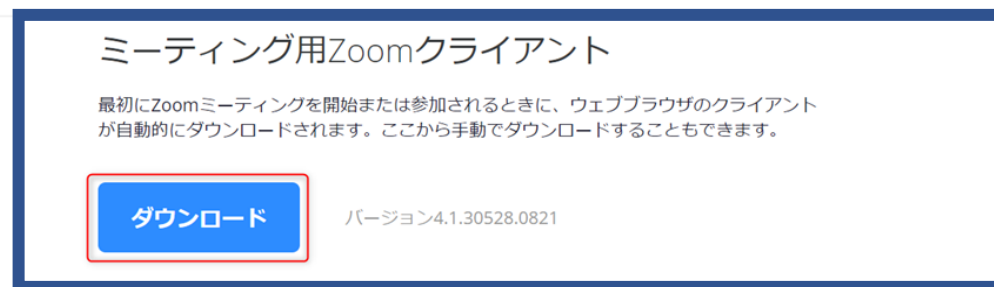 ミーティング用Zoomクライアント
最初にZoomミーティングを開始または参加されるときに、ウェブブラウザのクライアント
が自動的にダウンロードされます。ここから手動でダウンロードすることもできます。
ダウンロード
バージョン4.1.30528.0821